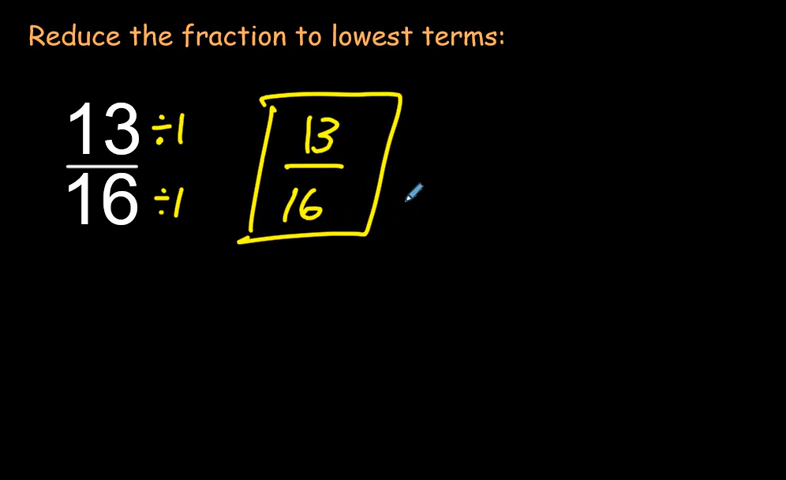 Reduce the fraction to lowest terms:
13 ÷1
16 ÷1
13
16